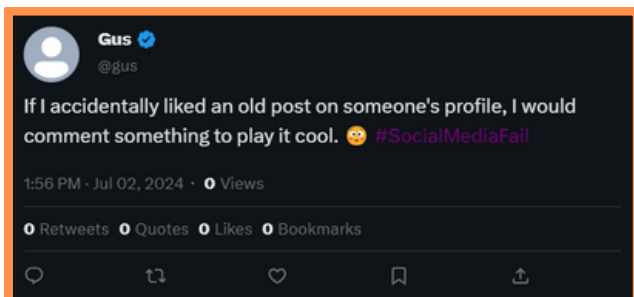 Gus
@gus
If I accidentally liked an old post on someone's profile, I would
comment something to play it cool. 😳 #SocialMediaFail
1:56 PM · Jul 02, 2024 · 0 Views
0 Retweets 0 Quotes 0 Likes 0 Bookmarks